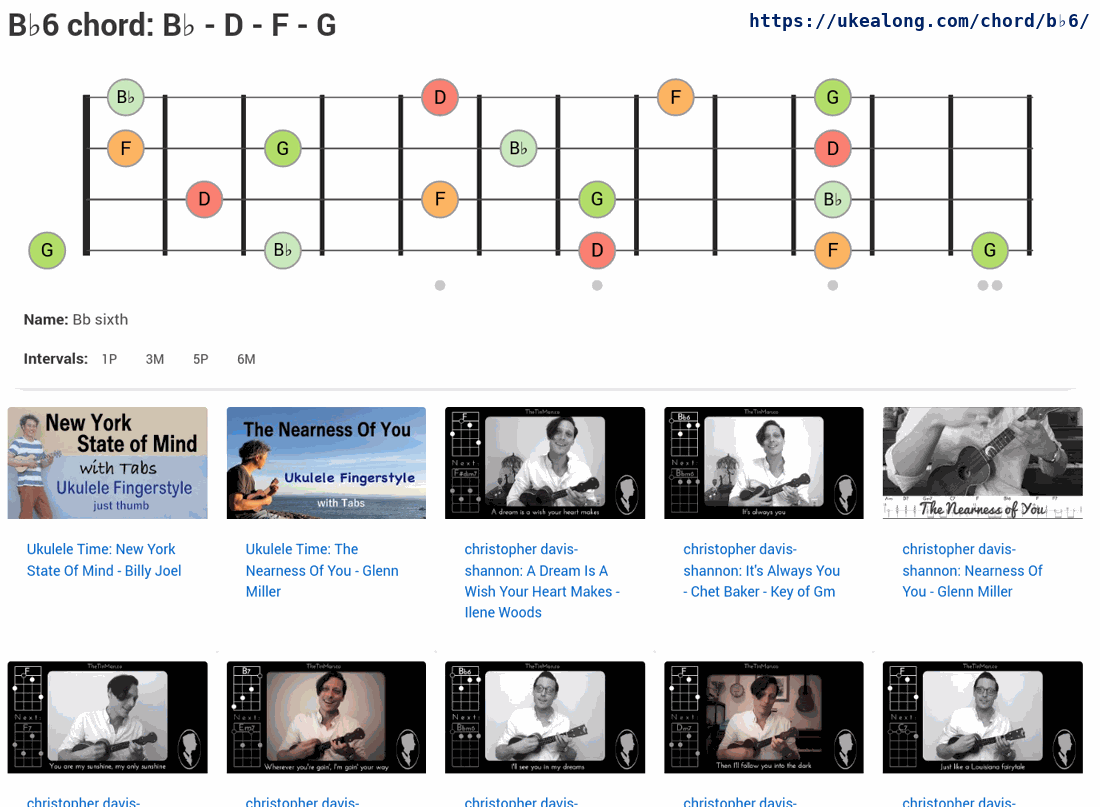 B♭6 chord: B♭ - D - F - G
https://ukealong.com/chord/b♭6/
B♭ D F G
F G B♭ D
D F G B♭
G B♭ D F G
Name: Bb sixth
Intervals: 1P 3M 5P 6M
New York
State of Mind
with Tabs
Ukulele Fingerstyle
just thumb
The Nearness Of You
Ukulele Fingerstyle
with Tabs
TheTinManza
F
Next:
F#dim7
A dream is a wish your heart makes
TheTinManza
Bb6
Next:
Bbm6
It's always you
The Nearness of You
Ukulele Time: New York
State Of Mind - Billy Joel
Ukulele Time: The
Nearness Of You - Glenn
Miller
christopher davis-
shannon: A Dream Is A
Wish Your Heart Makes -
Ilene Woods
christopher davis-
shannon: It's Always You
- Chet Baker - Key of Gm
christopher davis-
shannon: Nearness Of
You - Glenn Miller
TheTinManza
F
Next:
F7
You are my sunshine, my only sunshine
TheTinManza
B7
Next:
Em7
Wherever you're goin', I'm goin' your way
TheTinManza
Bb6
Next:
Bbm6
I'll see you in my dreams
TheTinManza
F
Next:
Dm7
Then I'll follow you into the dark
TheTinManza
F
Next:
C7
Just like a Louisiana fairytale
christopher davis-
christopher davis-
christopher davis-
christopher davis-
christopher davis-